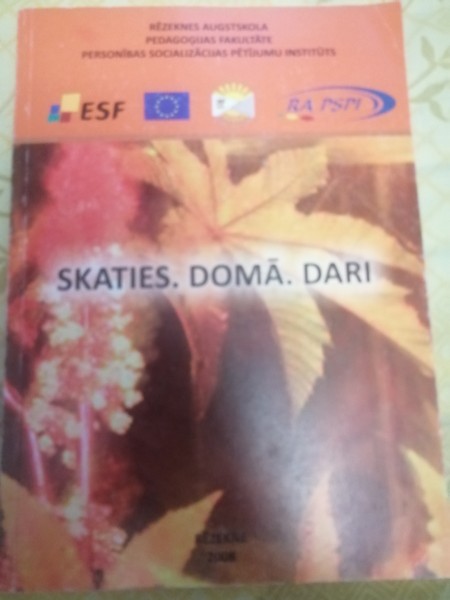 RĒZEKNES AUGSTSKOLA
PEDAGOĢIJAS FAKULTĀTE
PERSONĪBAS SOCIALIZĀCIJAS PĒTĪJUMU INSTITŪTS
ESF
RA PSPI
SKATIES. DOMĀ. DARI
RĒZEKNE
2008